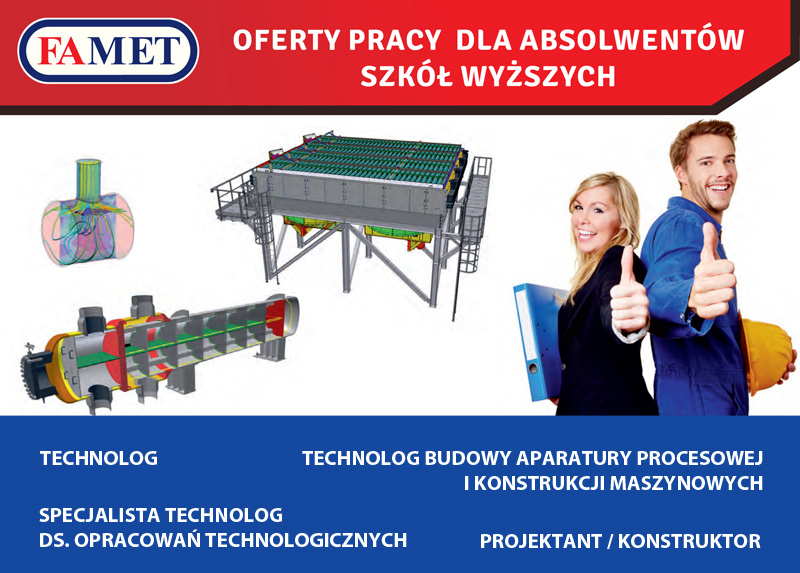 FAMET
OFERTY PRACY DLA ABSOLWENTÓW
SZKÓŁ WYŻSZYCH
TECHNOLOG
TECHNOLOG BUDOWY APARATURY PROCESOWEJ
I KONSTRUKCJI MASZYNOWYCH
SPECJALISTA TECHNOLOG
DS. OPRACOWAŃ TECHNOLOGICZNYCH
PROJEKTANT / KONSTRUKTOR